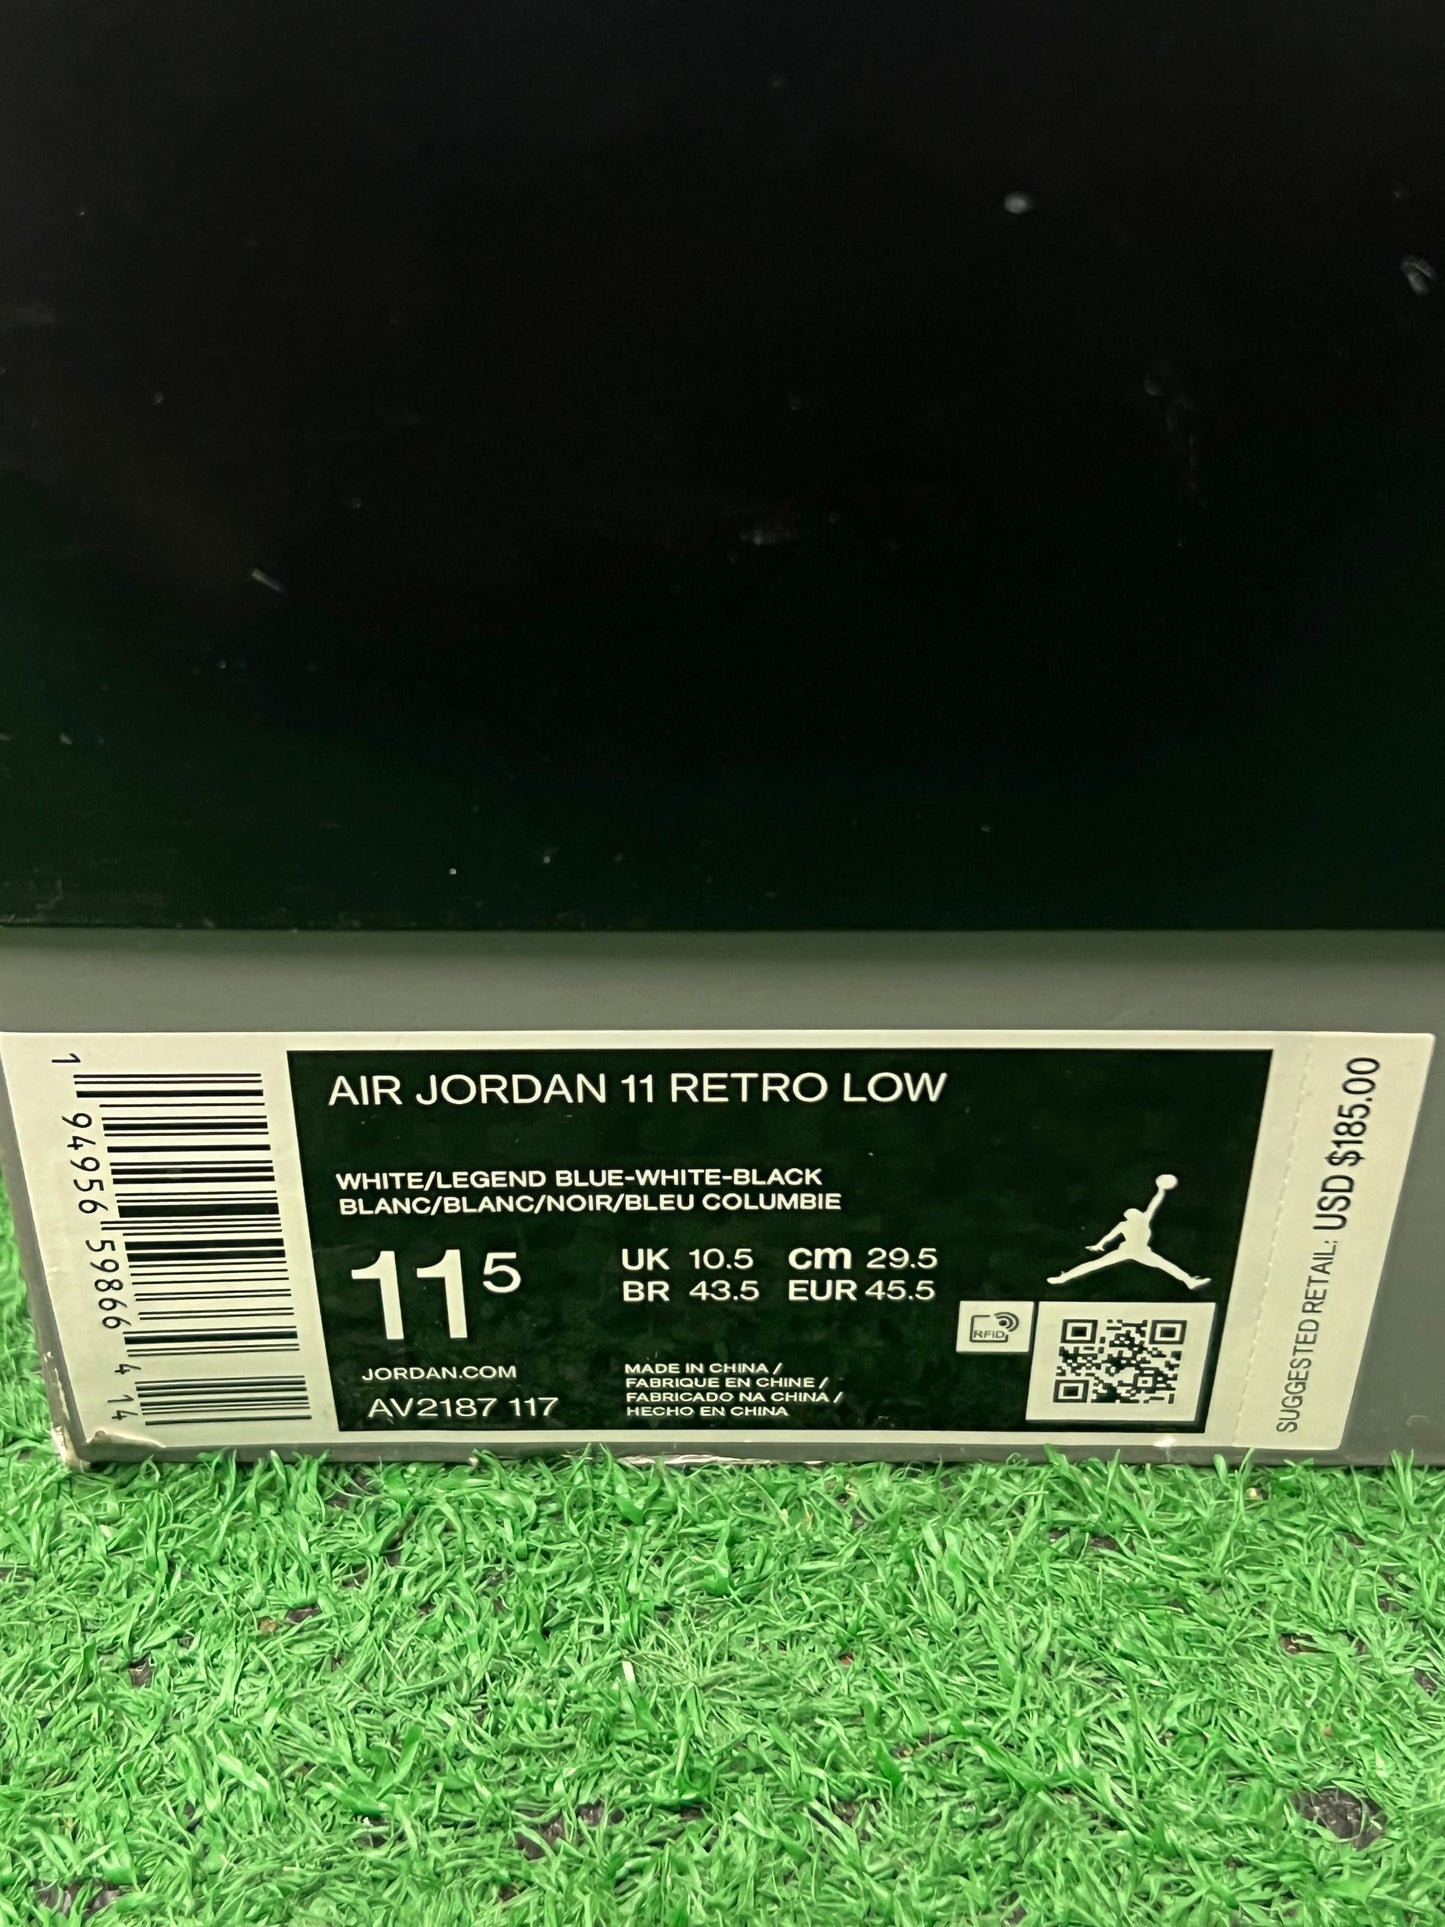 AIR JORDAN 11 RETRO LOW
WHITE/LEGEND BLUE-WHITE-BLACK
BLANC/BLANC/NOIR/BLEU COLUMBIE
11 5
UK 10.5 cm 29.5
BR 43.5 EUR 45.5
JORDAN.COM
AV2187 117
MADE IN CHINA /
FABRIQUE EN CHINE /
FABRICADO NA CHINA /
HECHO EN CHINA
RFID
1 94956 59866 4 14
SUGGESTED RETAIL: USD $185.00